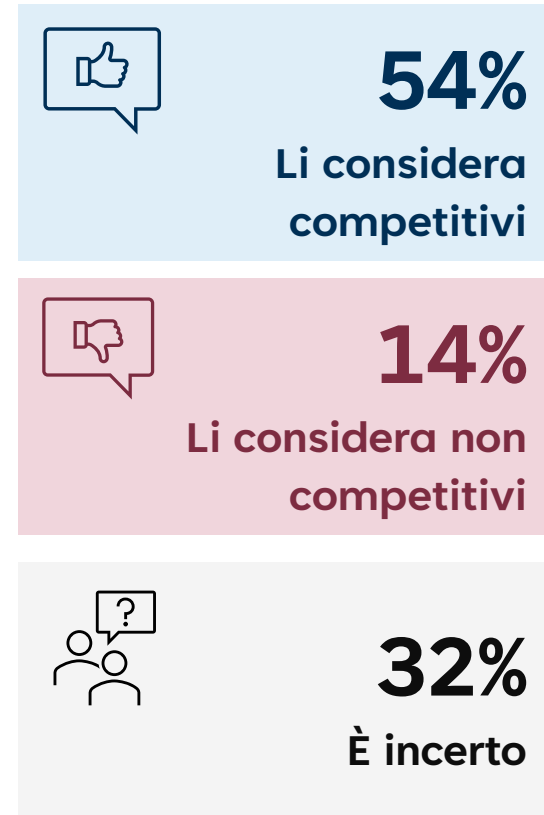 54%
Li considera
competitivi
14%
Li considera non
competitivi
?
32%
È incerto